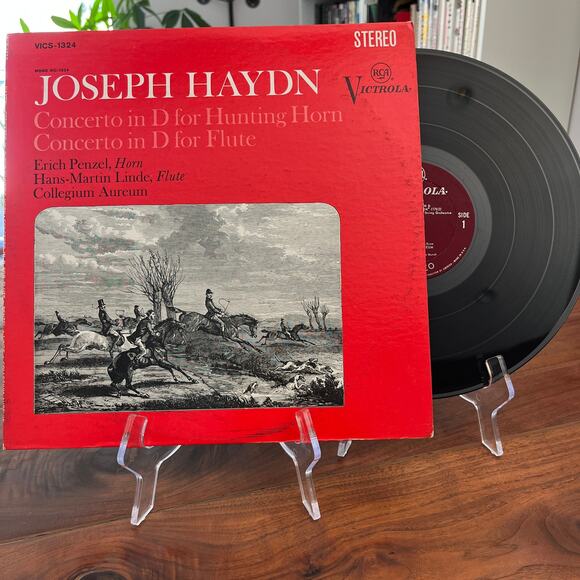 VICS-1324
STEREO
JOSEPH HAYDN
RCA
VICTROLA
Concerto in D for Hunting Horn
Concerto in D for Flute
Erich Penzel, Horn
Hans-Martin Linde, Flute
Collegium Aureum
SIDE
1